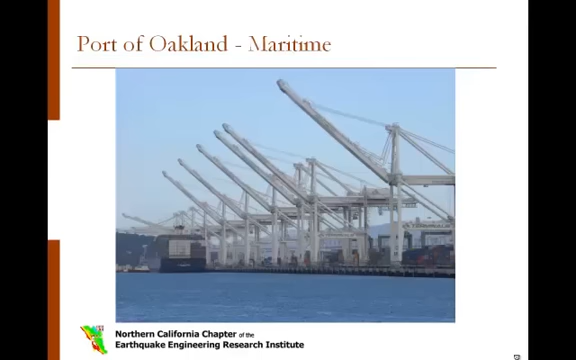 Port of Oakland - Maritime
Northern California Chapter of the
Earthquake Engineering Research Institute